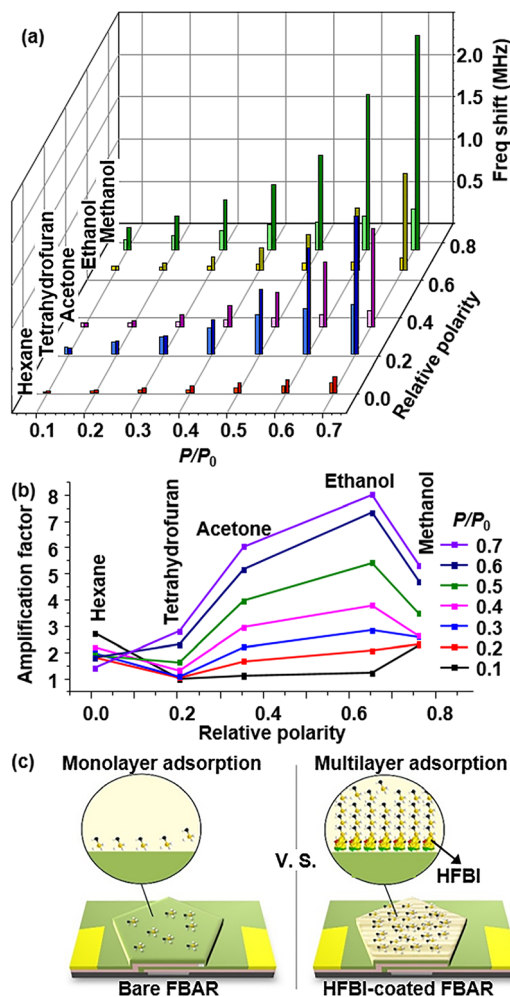 (a)
2.0
1.5
1.0
0.5
Freq shift (MHz)
Methanol
Ethanol
Acetone
Tetrahydrofuran
Hexane
0.8
0.6
0.4
0.2
0.0
Relative polarity
0.1 0.2 0.3 0.4 0.5 0.6 0.7
P/P0
(b)
8
7
6
5
4
3
2
1
Amplification factor
Hexane
Tetrahydrofuran
Acetone
Ethanol
Methanol
P/P0
0.7
0.6
0.5
0.4
0.3
0.2
0.1
0.0 0.2 0.4 0.6 0.8
Relative polarity
(c)
Monolayer adsorption
Multilayer adsorption
V. S.
HFBI
Bare FBAR
HFBI-coated FBAR